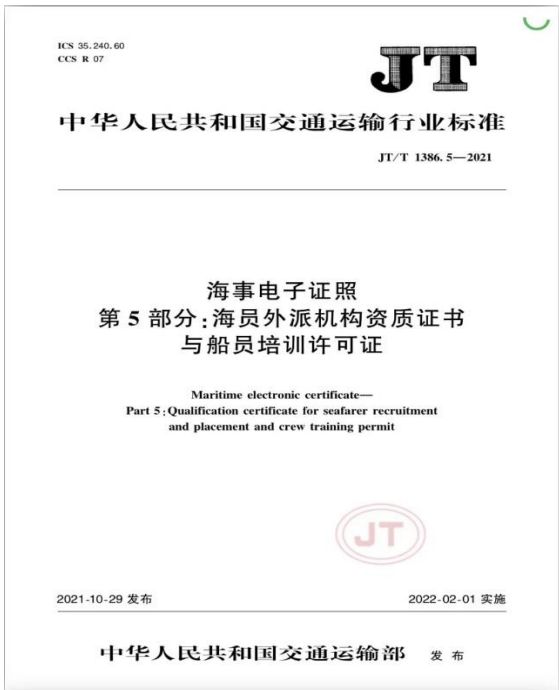 ICS 35.240.60
CCS R 07
JT
中华人民共和国交通运输行业标准
JT/T 1386.5—2021
海事电子证照
第 5 部分:海员外派机构资质证书
与船员培训许可证
Maritime electronic certificate—
Part 5:Qualification certificate for seafarer recruitment
and placement and crew training permit
JT
2021-10-29 发布
2022-02-01 实施
中华人民共和国交通运输部 发布